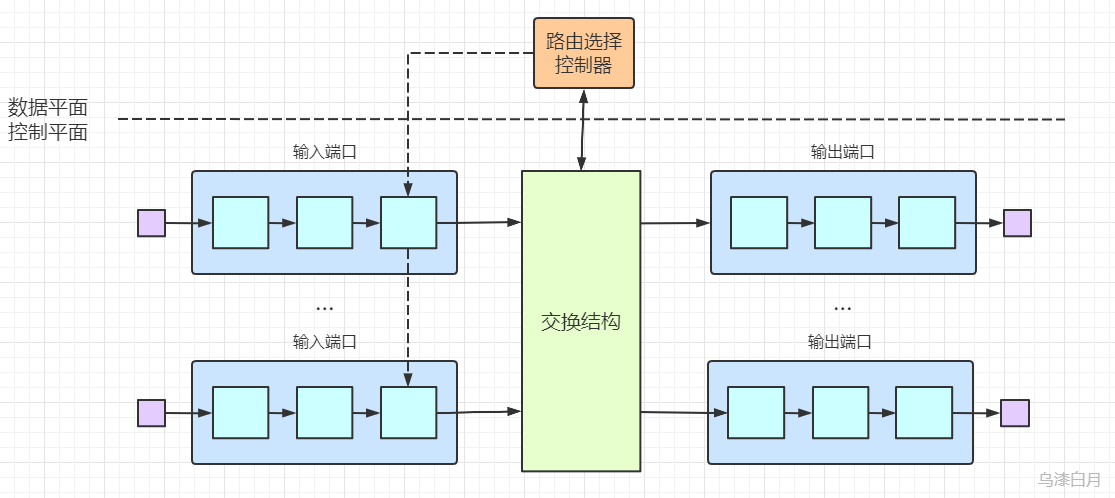 路由选择
控制器
数据平面
控制平面
输入端口
输出端口
交换结构
...
...
输入端口
输出端口
乌漆白月